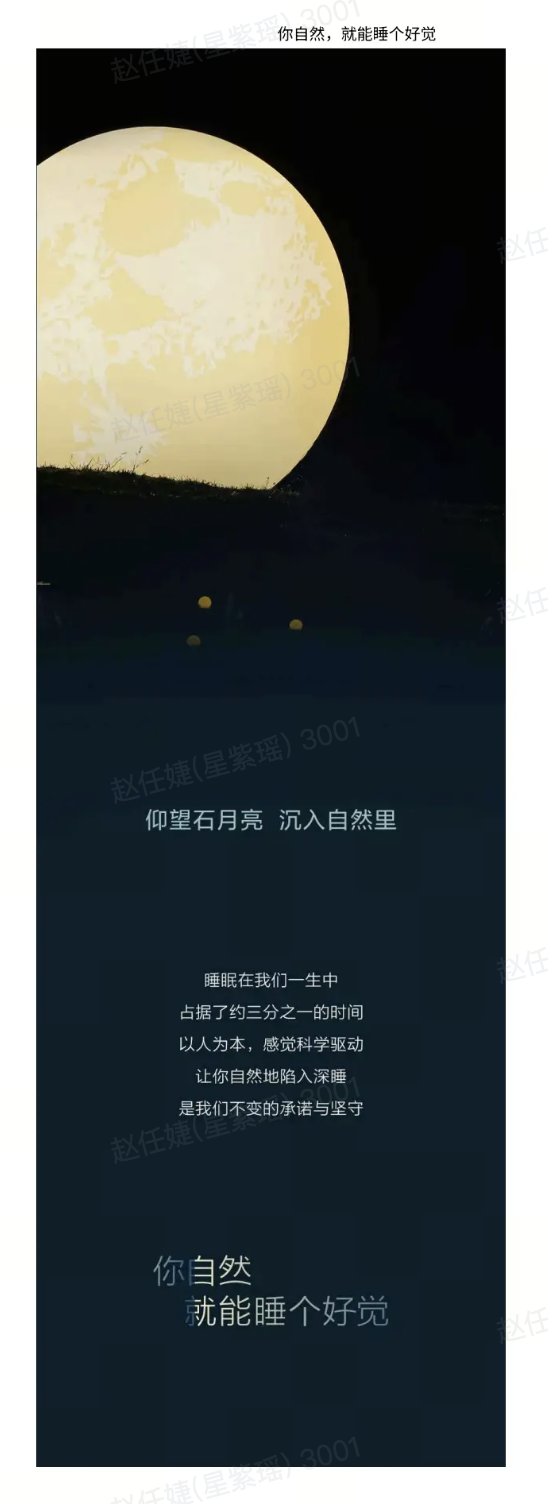 你自然，就能睡个好觉
赵任婕(星紫瑶) 3001
赵任
赵任婕(星紫瑶) 3001
赵任
赵任婕(星紫瑶) 3001
仰望石月亮 沉入自然里
赵任
睡眠在我们一生中
占据了约三分之一的时间
以人为本，感觉科学驱动
让你自然地陷入深睡
是我们不变的承诺与坚守
赵任婕(星紫瑶) 3001
你自然
就能睡个好觉
赵任
赵任婕(星紫瑶) 3001